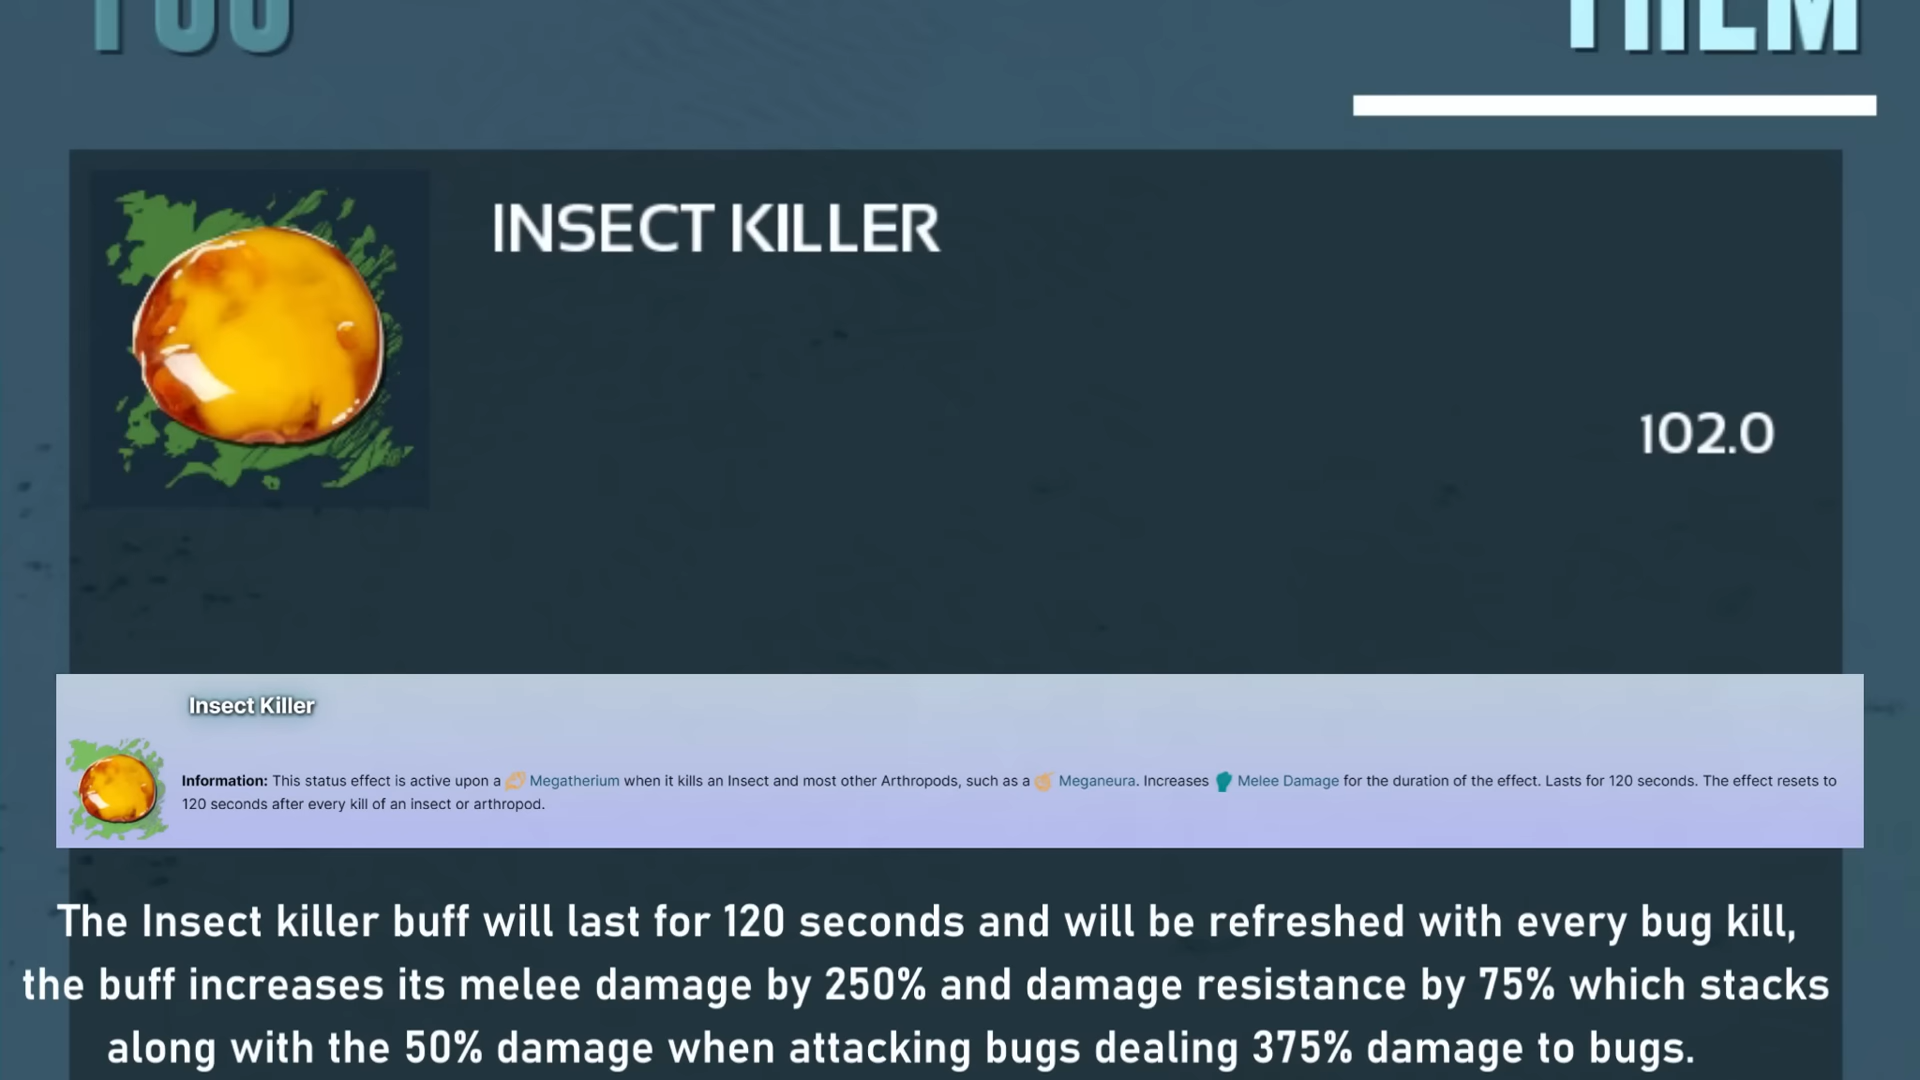 YOU
THEM
INSECT KILLER
102.0
Insect Killer
Information: This status effect is active upon a Megatherium when it kills an Insect and most other Arthropods, such as a Meganeura. Increases Melee Damage for the duration of the effect. Lasts for 120 seconds. The effect resets to
120 seconds after every kill of an insect or arthropod.
The Insect killer buff will last for 120 seconds and will be refreshed with every bug kill,
the buff increases its melee damage by 250% and damage resistance by 75% which stacks
along with the 50% damage when attacking bugs dealing 375% damage to bugs.